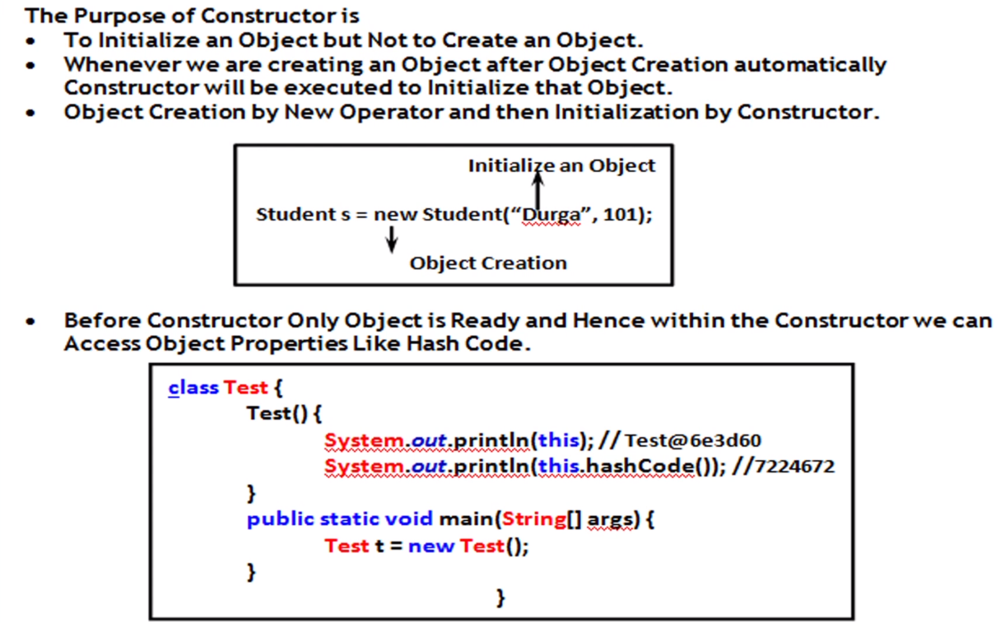 The Purpose of Constructor is
• To Initialize an Object but Not to Create an Object.
• Whenever we are creating an Object after Object Creation automatically
Constructor will be executed to Initialize that Object.
• Object Creation by New Operator and then Initialization by Constructor.
Initialize an Object
Student s = new Student(“Durga”, 101);
Object Creation
• Before Constructor Only Object is Ready and Hence within the Constructor we can
Access Object Properties Like Hash Code.
class Test {
Test() {
System.out.println(this); // Test@6e3d60
System.out.println(this.hashCode()); //7224672
}
public static void main(String[] args) {
Test t = new Test();
}
}